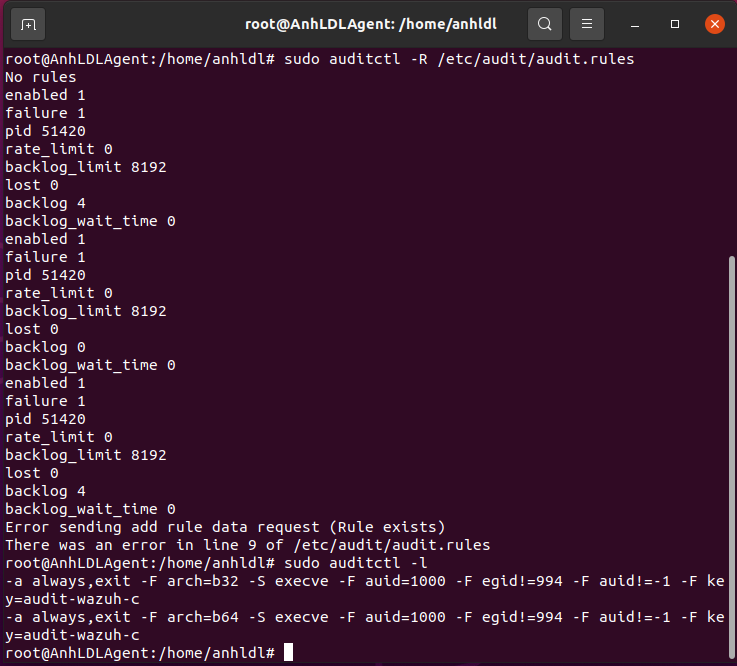 root@AnhLDLAgent: /home/anhldl
root@AnhLDLAgent:/home/anhldl# sudo auditctl -R /etc/audit/audit.rules
No rules
enabled 1
failure 1
pid 51420
rate_limit 0
backlog_limit 8192
lost 0
backlog 4
backlog_wait_time 0
enabled 1
failure 1
pid 51420
rate_limit 0
backlog_limit 8192
lost 0
backlog 0
backlog_wait_time 0
enabled 1
failure 1
pid 51420
rate_limit 0
backlog_limit 8192
lost 0
backlog 4
backlog_wait_time 0
Error sending add rule data request (Rule exists)
There was an error in line 9 of /etc/audit/audit.rules
root@AnhLDLAgent:/home/anhldl# sudo auditctl -l
-a always,exit -F arch=b32 -S execve -F auid=1000 -F egid!=994 -F auid!=-1 -F ke
y=audit-wazuh-c
-a always,exit -F arch=b64 -S execve -F auid=1000 -F egid!=994 -F auid!=-1 -F ke
y=audit-wazuh-c
root@AnhLDLAgent:/home/anhldl#